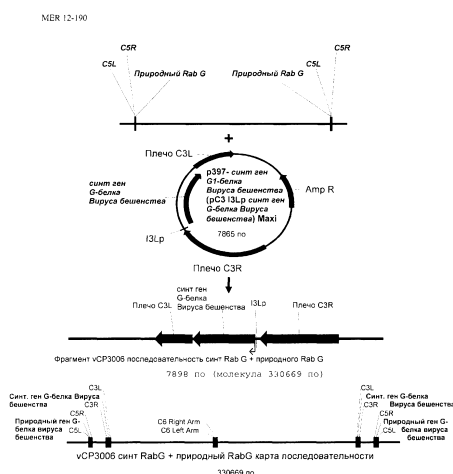 MER 12-190
C5R
C5L
Природный Rab G
C5R
Природный Rab G
C5L
+
Плечо C3L
синт ген
G-белка
Вируса бешенства
p397- синт ген
G1-белка
Вируса бешенства
(pC3 I3Lp синт ген
G-белка Вируса
бешенства) Maxi
7865 по
Amp R
I3Lp
Плечо C3R
синт ген
G-белка
Вируса бешенства
Плечо C3L
I3Lp
Плечо C3R
Фрагмент vCP3006 последовательность синт Rab G + природного Rab G
7898 по (молекула 330669 по)
C3L
Синт. ген G-белка Вируса
бешенства
C3R
C5R
Природный ген G-
белка вируса
бешенства
C5L
C6 Right Arm
C6 Left Arm
C3L
Синт. ген G-белка
Вируса бешенства
C3R
C5R
Природный ген G-
белка вируса бешенства
C5L
vCP3006 синт RabG + природный RabG карта последовательности
330669 по